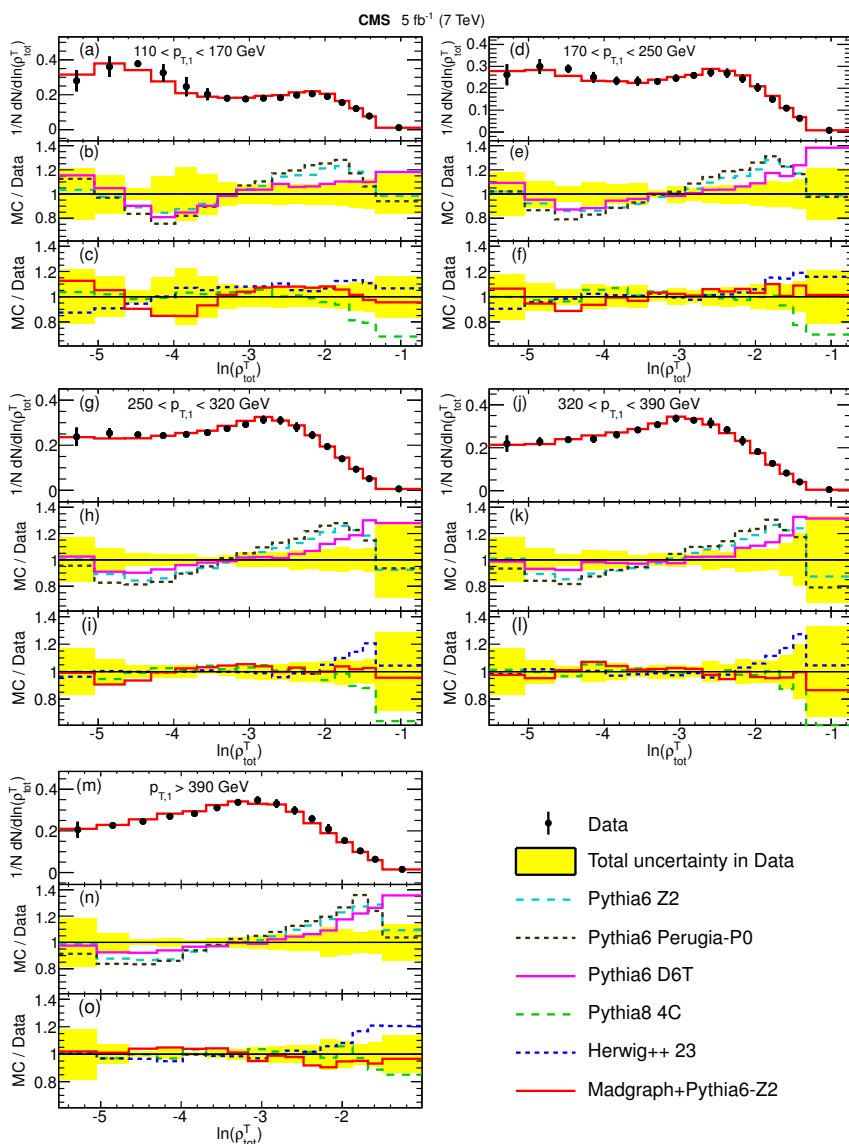 CMS 5 fb⁻¹ (7 TeV)
(a) 110 < p_T,1 < 170 GeV
1/N dN/dln(ρ^T_tot)
0.4
0.2
0
(b)
MC / Data
1.4
1.2
1
0.8
(c)
MC / Data
1.4
1.2
1
0.8
-5 -4 -3 -2 -1
ln(ρ^T_tot)
(d) 170 < p_T,1 < 250 GeV
1/N dN/dln(ρ^T_tot)
0.4
0.3
0.2
0.1
0
(e)
MC / Data
1.4
1.2
1
0.8
(f)
MC / Data
1.4
1.2
1
0.8
-5 -4 -3 -2 -1
ln(ρ^T_tot)
(g) 250 < p_T,1 < 320 GeV
1/N dN/dln(ρ^T_tot)
0.4
0.2
0
(h)
MC / Data
1.4
1.2
1
0.8
(i)
MC / Data
1.4
1.2
1
0.8
-5 -4 -3 -2 -1
ln(ρ^T_tot)
(j) 320 < p_T,1 < 390 GeV
1/N dN/dln(ρ^T_tot)
0.4
0.2
0
(k)
MC / Data
1.4
1.2
1
0.8
(l)
MC / Data
1.4
1.2
1
0.8
-5 -4 -3 -2 -1
ln(ρ^T_tot)
(m) p_T,1 > 390 GeV
1/N dN/dln(ρ^T_tot)
0.4
0.2
0
(n)
MC / Data
1.4
1.2
1
0.8
(o)
MC / Data
1.4
1.2
1
0.8
-5 -4 -3 -2 -1
ln(ρ^T_tot)
Data
Total uncertainty in Data
Pythia6 Z2
Pythia6 Perugia-P0
Pythia6 D6T
Pythia8 4C
Herwig++ 23
Madgraph+Pythia6-Z2